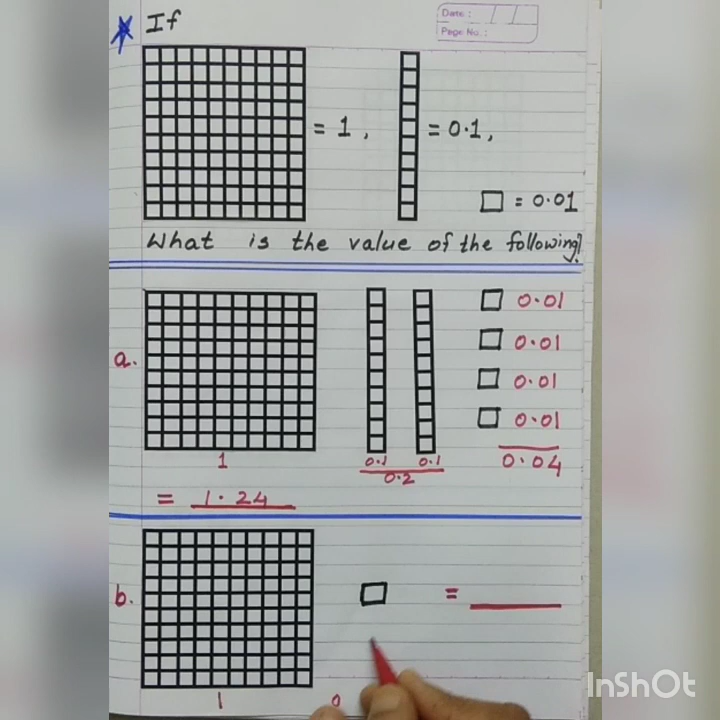 If
Date :
Page No. :
= 1 ,
= 0.1 ,
= 0.01
What is the value of the following?
a.
0.01
0.01
0.01
0.01
1
0.1 0.1
0.2
0.04
= 1.24
b.
=
1
0
InShOt